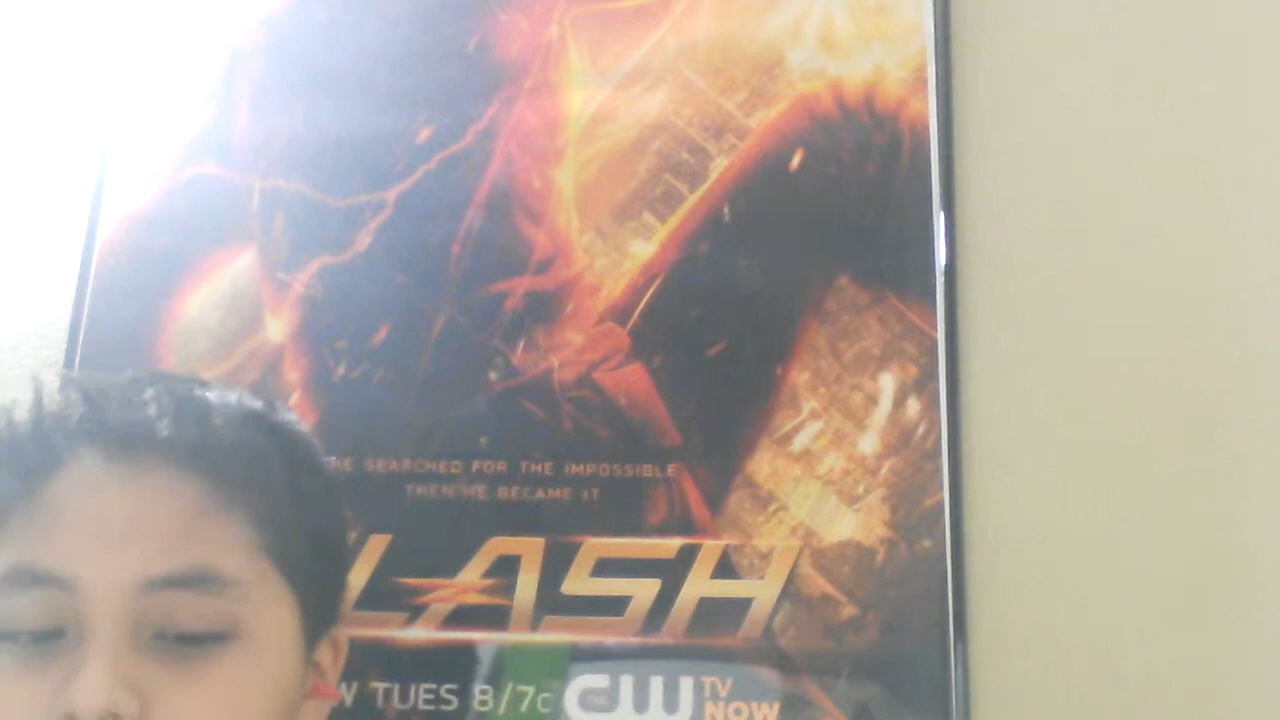 HE SEARCHED FOR THE IMPOSSIBLE
THEN HE BECAME IT
LASH
W TUES 8/7c CW TV NOW